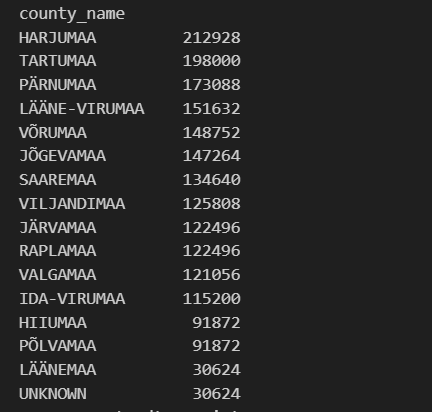 county_name
HARJUMAA 212928
TARTUMAA 198000
PÄRNUMAA 173088
LÄÄNE-VIRUMAA 151632
VÕRUMAA 148752
JÕGEVAMAA 147264
SAAREMAA 134640
VILJANDIMAA 125808
JÄRVAMAA 122496
RAPLAMAA 122496
VALGAMAA 121056
IDA-VIRUMAA 115200
HIIUMAA 91872
PÕLVAMAA 91872
LÄÄNEMAA 30624
UNKNOWN 30624